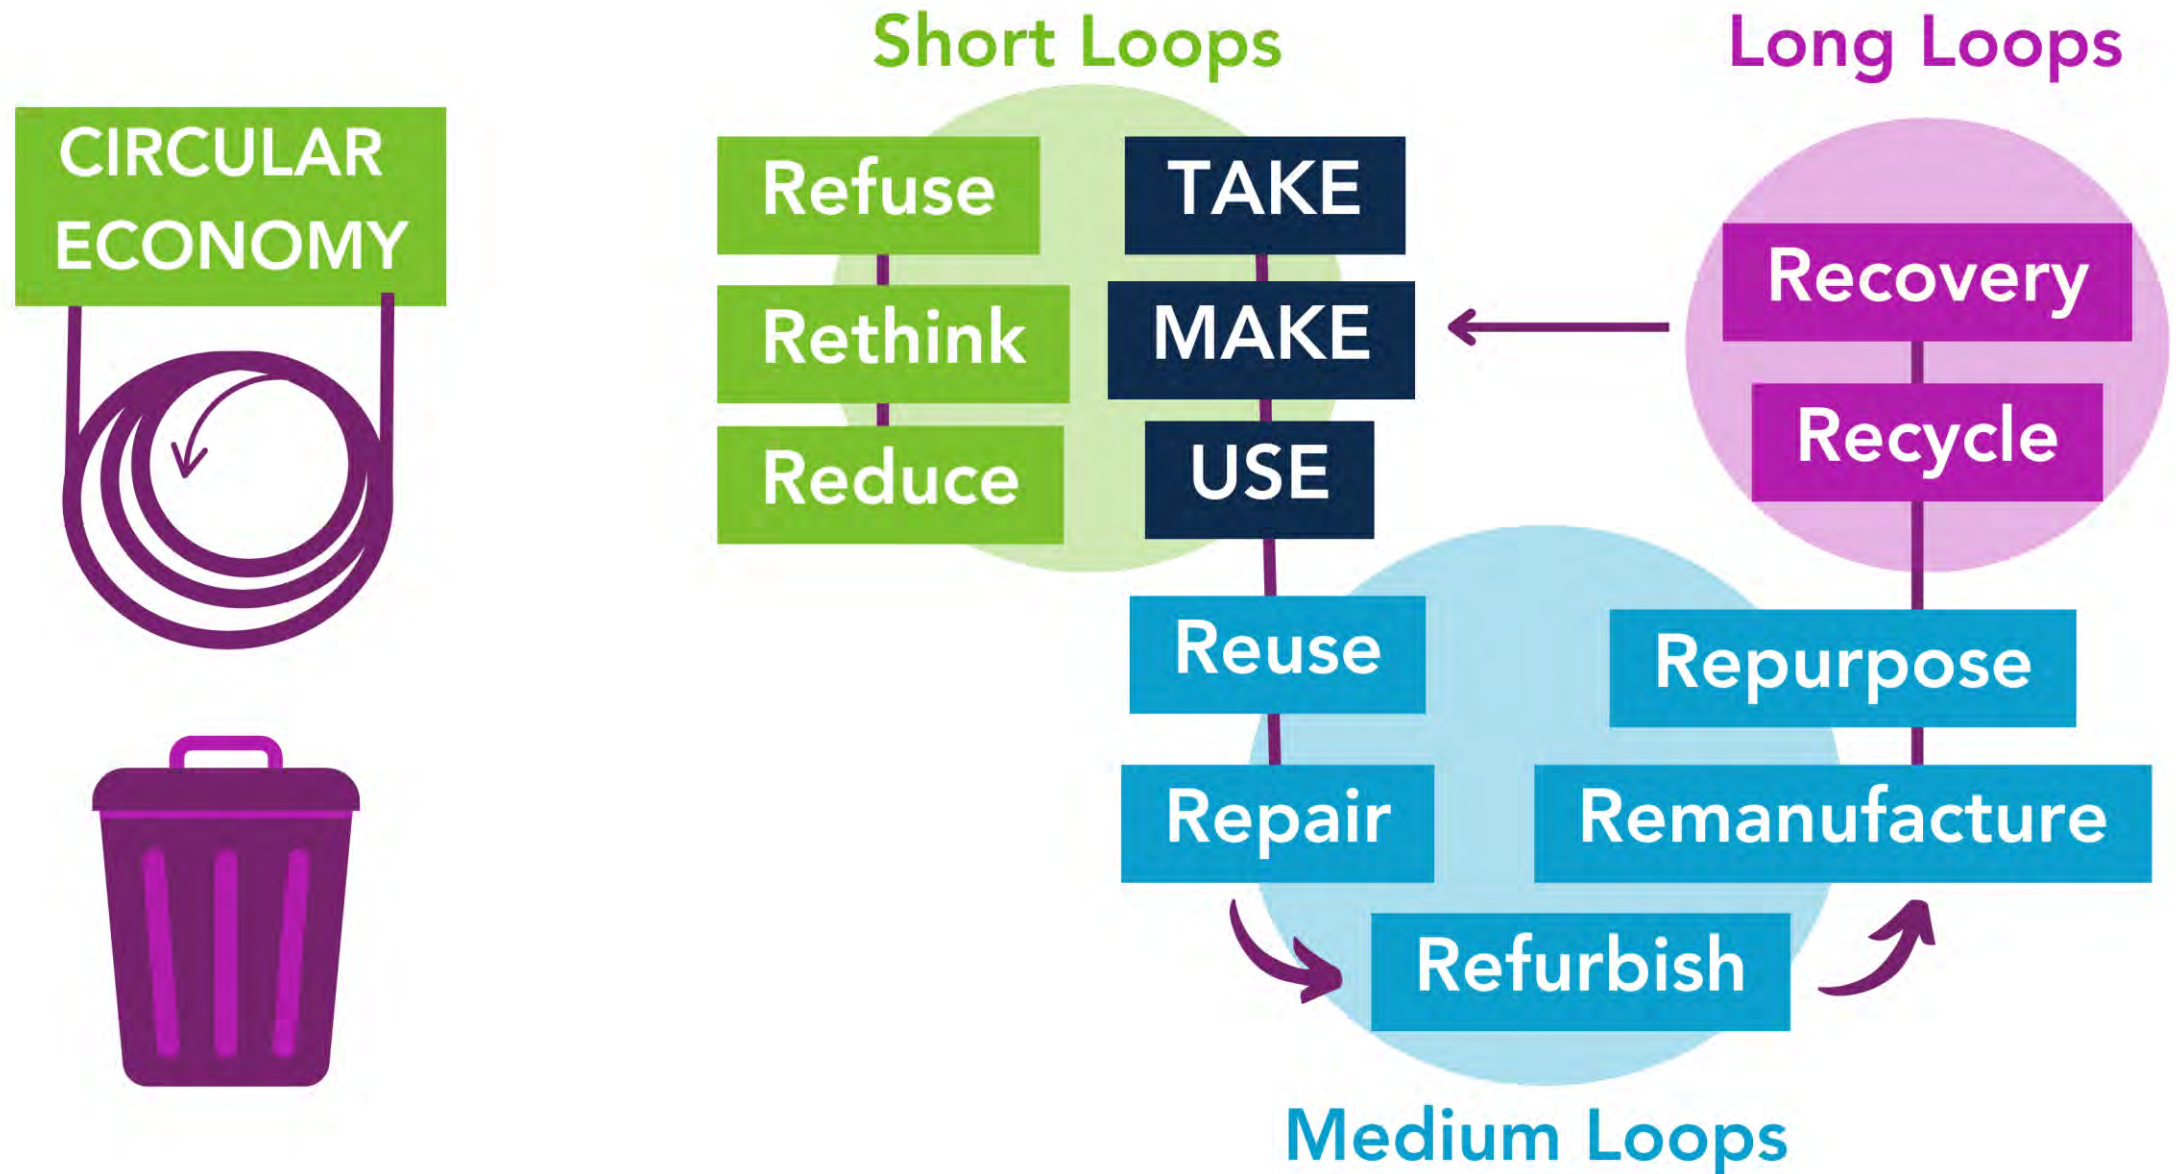 CIRCULAR
ECONOMY
Short Loops
Refuse
Rethink
Reduce
TAKE
MAKE
USE
Reuse
Repair
Refurbish
Remanufacture
Repurpose
Medium Loops
Long Loops
Recovery
Recycle